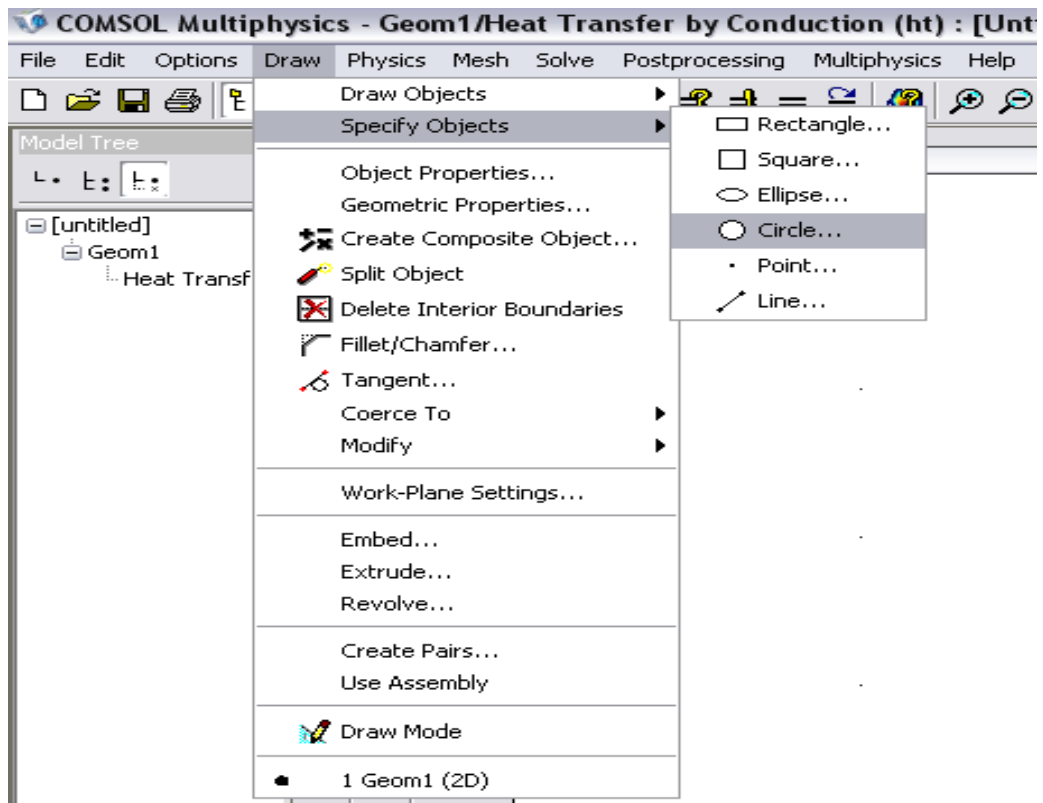 COMSOL Multiphysics - Geom1/Heat Transfer by Conduction (ht) : [Unt
File Edit Options Draw Physics Mesh Solve Postprocessing Multiphysics Help
Model Tree
[untitled]
Geom1
Heat Transf
Draw Objects
Specify Objects
Object Properties...
Geometric Properties...
Create Composite Object...
Split Object
Delete Interior Boundaries
Fillet/Chamfer...
Tangent...
Coerce To
Modify
Work-Plane Settings...
Embed...
Extrude...
Revolve...
Create Pairs...
Use Assembly
Draw Mode
1 Geom1 (2D)
Rectangle...
Square...
Ellipse...
Circle...
Point...
Line...